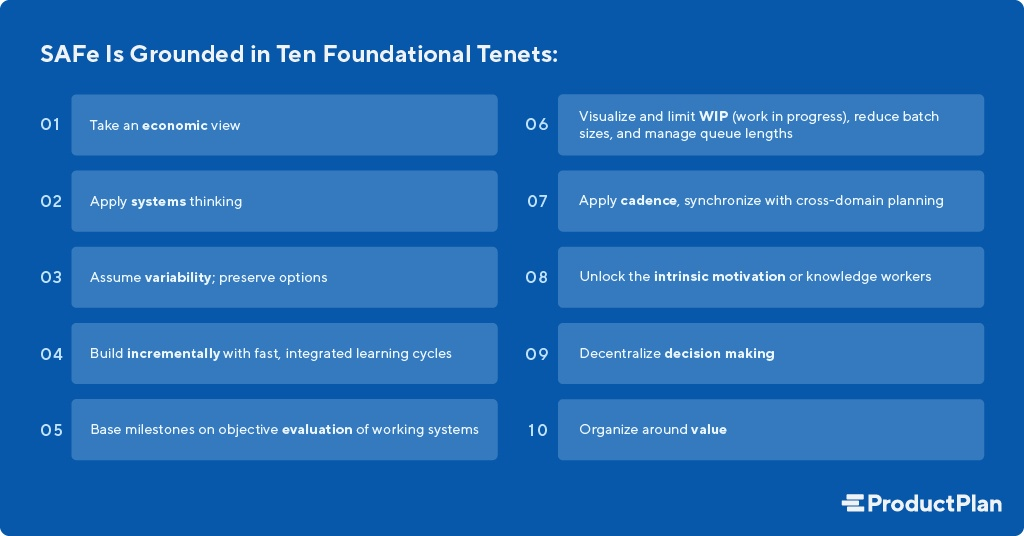 SAFe Is Grounded in Ten Foundational Tenets:
01 Take an economic view
02 Apply systems thinking
03 Assume variability; preserve options
04 Build incrementally with fast, integrated learning cycles
05 Base milestones on objective evaluation of working systems
06 Visualize and limit WIP (work in progress), reduce batch
sizes, and manage queue lengths
07 Apply cadence, synchronize with cross-domain planning
08 Unlock the intrinsic motivation or knowledge workers
09 Decentralize decision making
10 Organize around value
ProductPlan